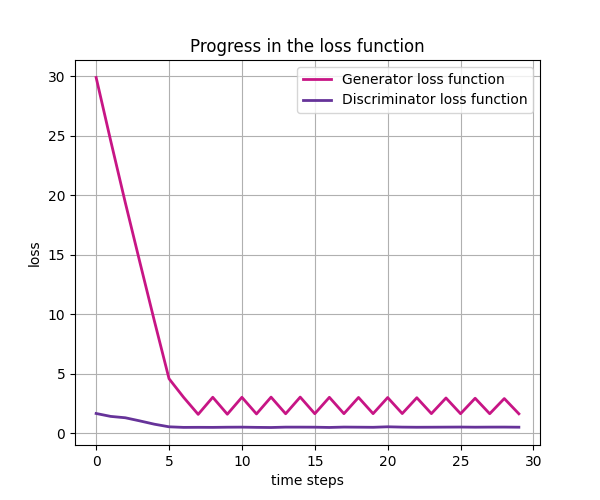 Progress in the loss function
Generator loss function
Discriminator loss function
30
25
20
15
10
5
0
loss
0 5 10 15 20 25 30
time steps